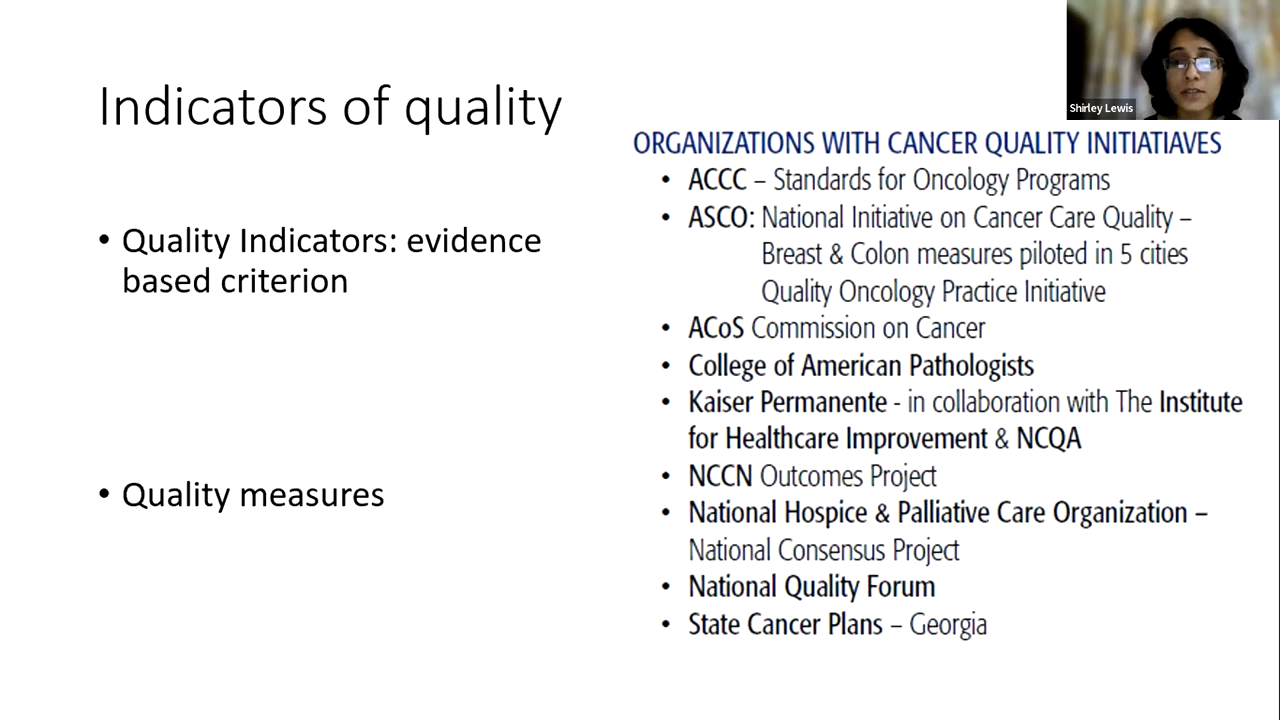 Indicators of quality
• Quality Indicators: evidence
based criterion
• Quality measures
Shirley Lewis
ORGANIZATIONS WITH CANCER QUALITY INITIATIAVES
• ACCC – Standards for Oncology Programs
• ASCO: National Initiative on Cancer Care Quality –
Breast & Colon measures piloted in 5 cities
Quality Oncology Practice Initiative
• ACoS Commission on Cancer
• College of American Pathologists
• Kaiser Permanente - in collaboration with The Institute
for Healthcare Improvement & NCQA
• NCCN Outcomes Project
• National Hospice & Palliative Care Organization –
National Consensus Project
• National Quality Forum
• State Cancer Plans – Georgia